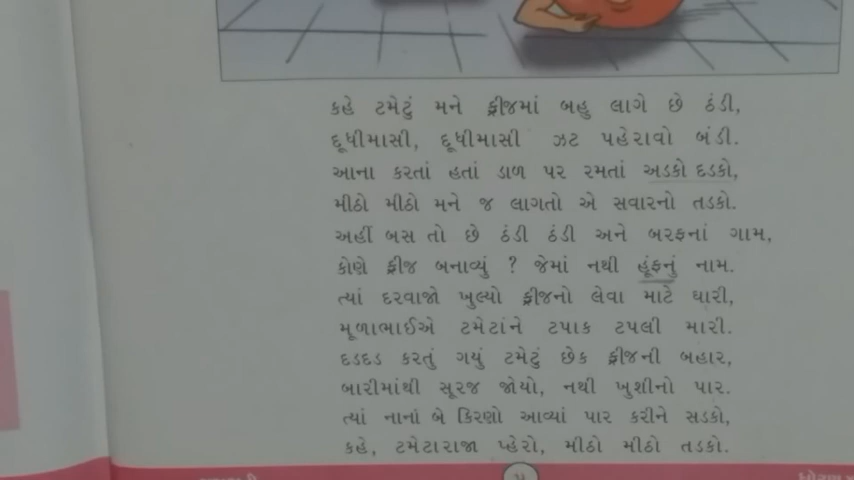 કહે ટમેટું મને ફ્રીજમાં બહુ લાગે છે ઠંડી,
દૂધીમાસી, દૂધીમાસી ઝટ પહેરાવો બંડી.
આના કરતાં હતાં ડાળ પર રમતાં અડકો દડકો,
મીઠો મીઠો મને જ લાગતો એ સવારનો તડકો.
અહીં બસ તો છે ઠંડી ઠંડી અને બરફનાં ગામ,
કોણે ફ્રીજ બનાવ્યું ? જેમાં નથી હૂંફનું નામ.
ત્યાં દરવાજો ખુલ્યો ફ્રીજનો લેવા માટે ઘારી,
મૂળાભાઈએ ટમેટાંને ટપાક ટપલી મારી.
દડદડ કરતું ગયું ટમેટું છેક ફ્રીજની બહાર,
બારીમાંથી સૂરજ જોયો, નથી ખુશીનો પાર.
ત્યાં નાનાં બે કિરણો આવ્યાં પાર કરીને સડકો,
કહે, ટમેટારાજા પ્હેરો, મીઠો મીઠો તડકો.